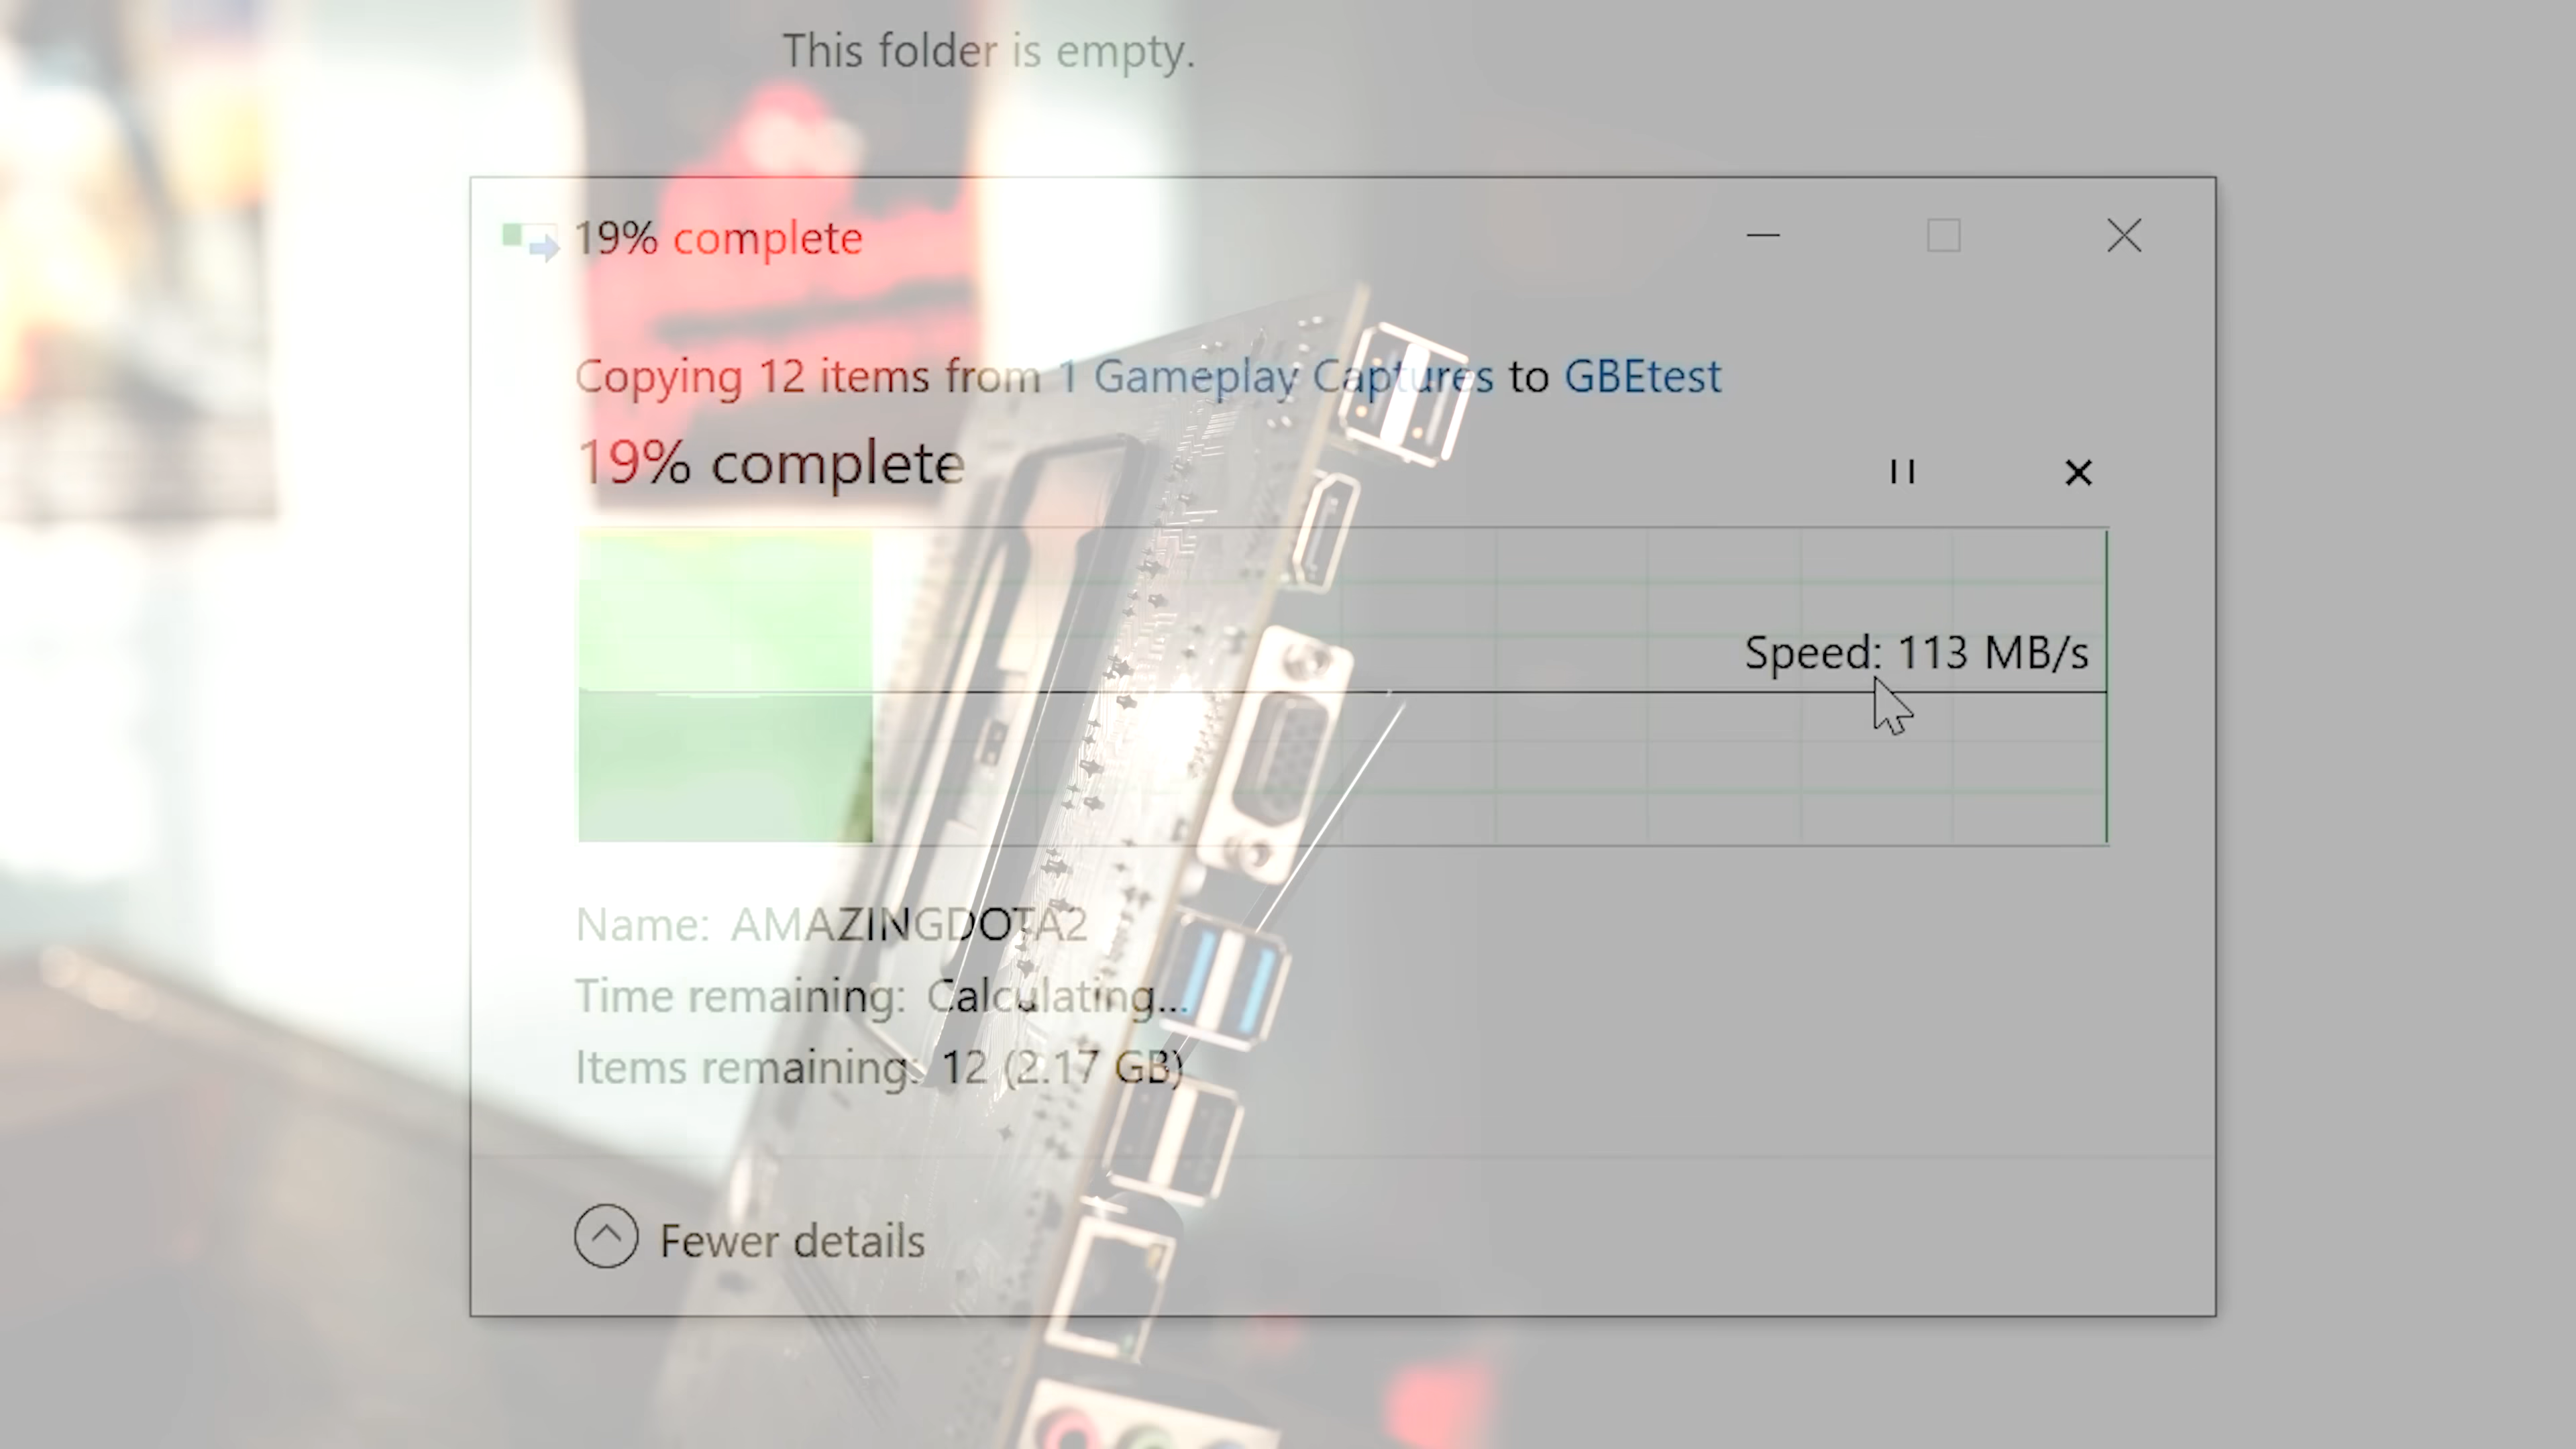 This folder is empty.
19% complete
Copying 12 items from 1 Gameplay Captures to GBEtest
19% complete
Speed: 113 MB/s
Name: AMAZINGDOTA2
Time remaining: Calculating...
Items remaining: 12 (2.17 GB)
Fewer details